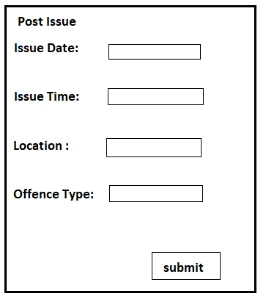 Post Issue
Issue Date:
Issue Time:
Location :
Offence Type:
submit